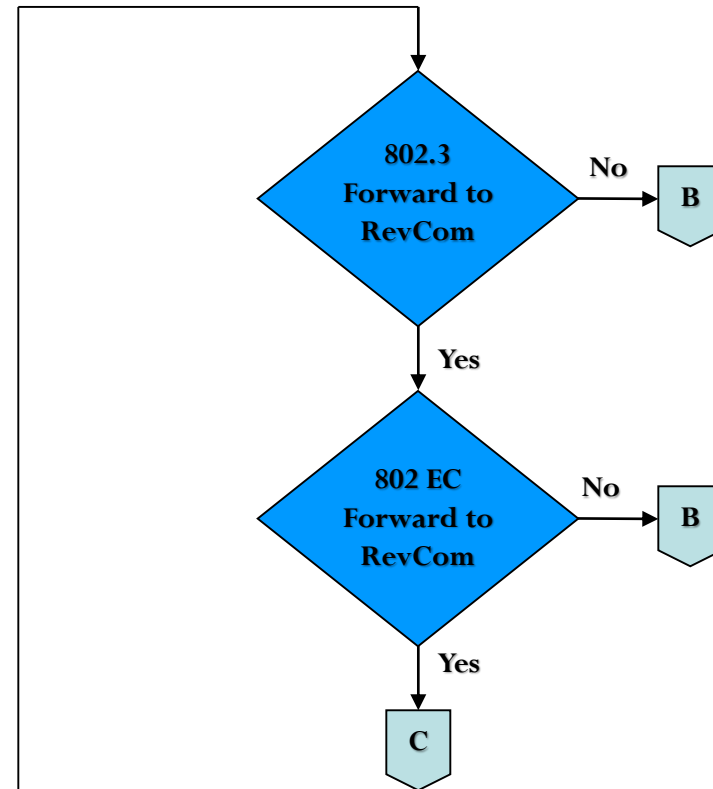 802.3
Forward to
RevCom
No
B
Yes
802 EC
Forward to
RevCom
No
B
Yes
C